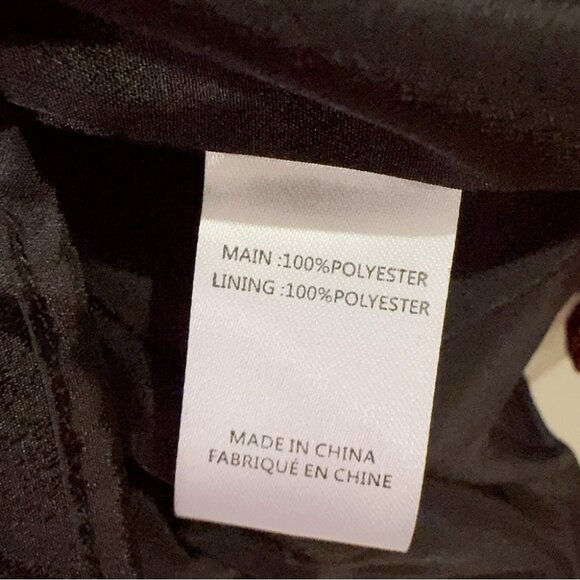 MAIN :100%POLYESTER
LINING :100%POLYESTER
MADE IN CHINA
FABRIQUÉ EN CHINE